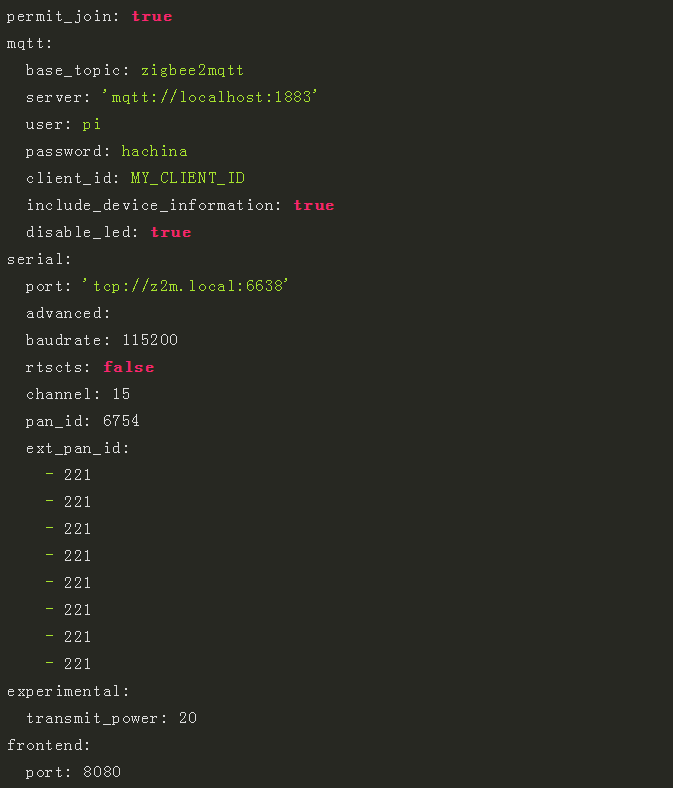 permit_join: true
mqtt:
  base_topic: zigbee2mqtt
  server: 'mqtt://localhost:1883'
  user: pi
  password: hachina
  client_id: MY_CLIENT_ID
  include_device_information: true
  disable_led: true
serial:
  port: 'tcp://z2m.local:6638'
  advanced:
  baudrate: 115200
  rtscts: false
  channel: 15
  pan_id: 6754
  ext_pan_id:
    - 221
    - 221
    - 221
    - 221
    - 221
    - 221
    - 221
    - 221
experimental:
  transmit_power: 20
frontend:
  port: 8080